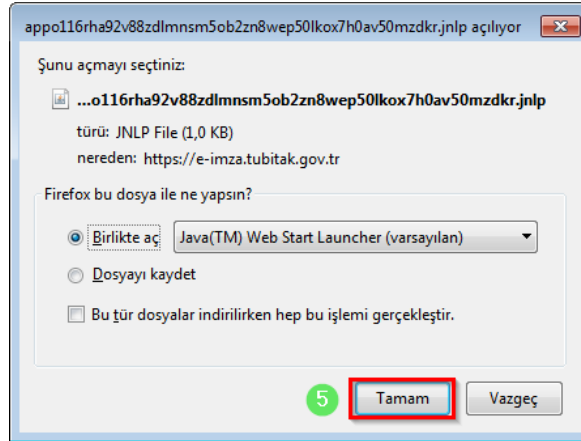 appo116rha92v88zdlmnsm5ob2zn8wep50lkox7h0av50mzdkr.jnlp açılıyor
Şunu açmayı seçtiniz:
...o116rha92v88zdlmnsm5ob2zn8wep50lkox7h0av50mzdkr.jnlp
türü: JNLP File (1,0 KB)
nereden: https://e-imza.tubitak.gov.tr
Firefox bu dosya ile ne yapsın?
Birlikte aç Java(TM) Web Start Launcher (varsayılan)
Dosyayı kaydet
Bu tür dosyalar indirilirken hep bu işlemi gerçekleştir.
5 Tamam Vazgeç